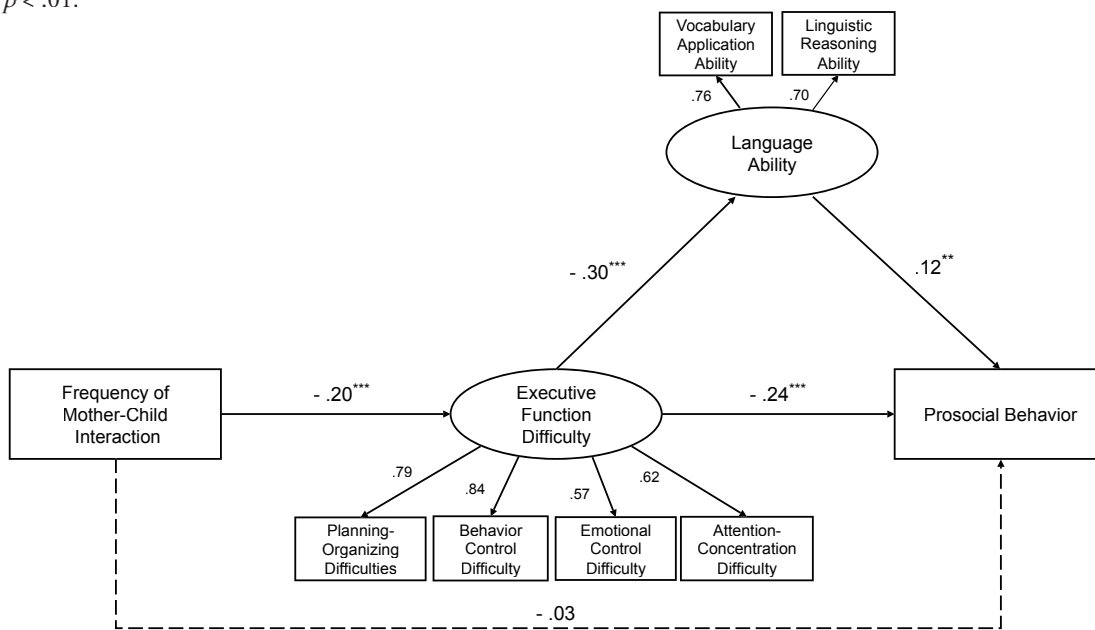 p < .01.
Vocabulary
Application
Ability
Linguistic
Reasoning
Ability
.76
.70
Language
Ability
- .30***
.12**
Frequency of
Mother-Child
Interaction
- .20***
Executive
Function
Difficulty
- .24***
Prosocial Behavior
.79
.84
.57
.62
Planning-
Organizing
Difficulties
Behavior
Control
Difficulty
Emotional
Control
Difficulty
Attention-
Concentration
Difficulty
- .03